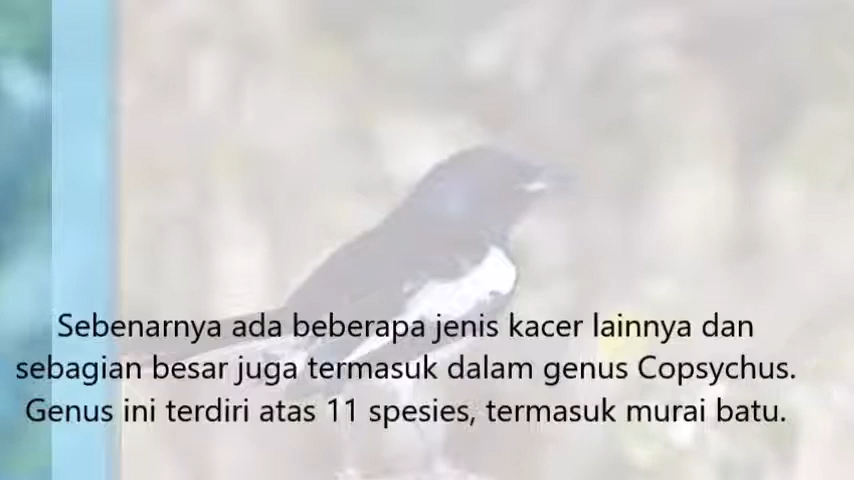 Sebenarnya ada beberapa jenis kacer lainnya dan
sebagian besar juga termasuk dalam genus Copsychus.
Genus ini terdiri atas 11 spesies, termasuk murai batu.